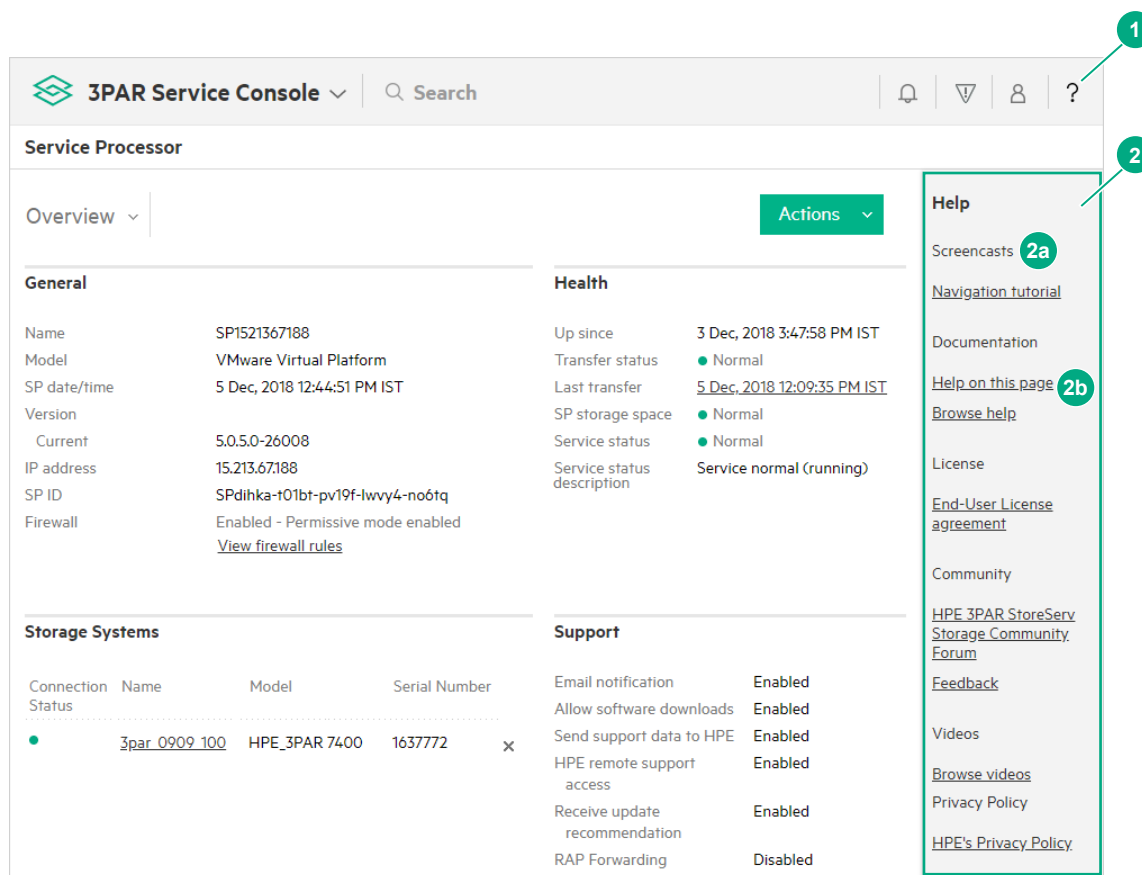 1
3PAR Service Console
Search
?
Service Processor
2
Overview
Actions
General
Name SP1521367188
Model VMware Virtual Platform
SP date/time 5 Dec, 2018 12:44:51 PM IST
Version
Current 5.0.5.0-26008
IP address 15.213.67.188
SP ID SPdihka-t01bt-pv19f-lwvy4-no6tq
Firewall Enabled - Permissive mode enabled
View firewall rules
Health
Up since 3 Dec, 2018 3:47:58 PM IST
Transfer status Normal
Last transfer 5 Dec, 2018 12:09:35 PM IST
SP storage space Normal
Service status Normal
Service status Service normal (running)
description
Storage Systems
Connection Name Model Serial Number
Status
3par_0909_100 HPE_3PAR 7400 1637772
Support
Email notification Enabled
Allow software downloads Enabled
Send support data to HPE Enabled
HPE remote support Enabled
access
Receive update Enabled
recommendation
RAP Forwarding Disabled
Help
Screencasts 2a
Navigation tutorial
Documentation
Help on this page 2b
Browse help
License
End-User License
agreement
Community
HPE 3PAR StoreServ
Storage Community
Forum
Feedback
Videos
Browse videos
Privacy Policy
HPE's Privacy Policy